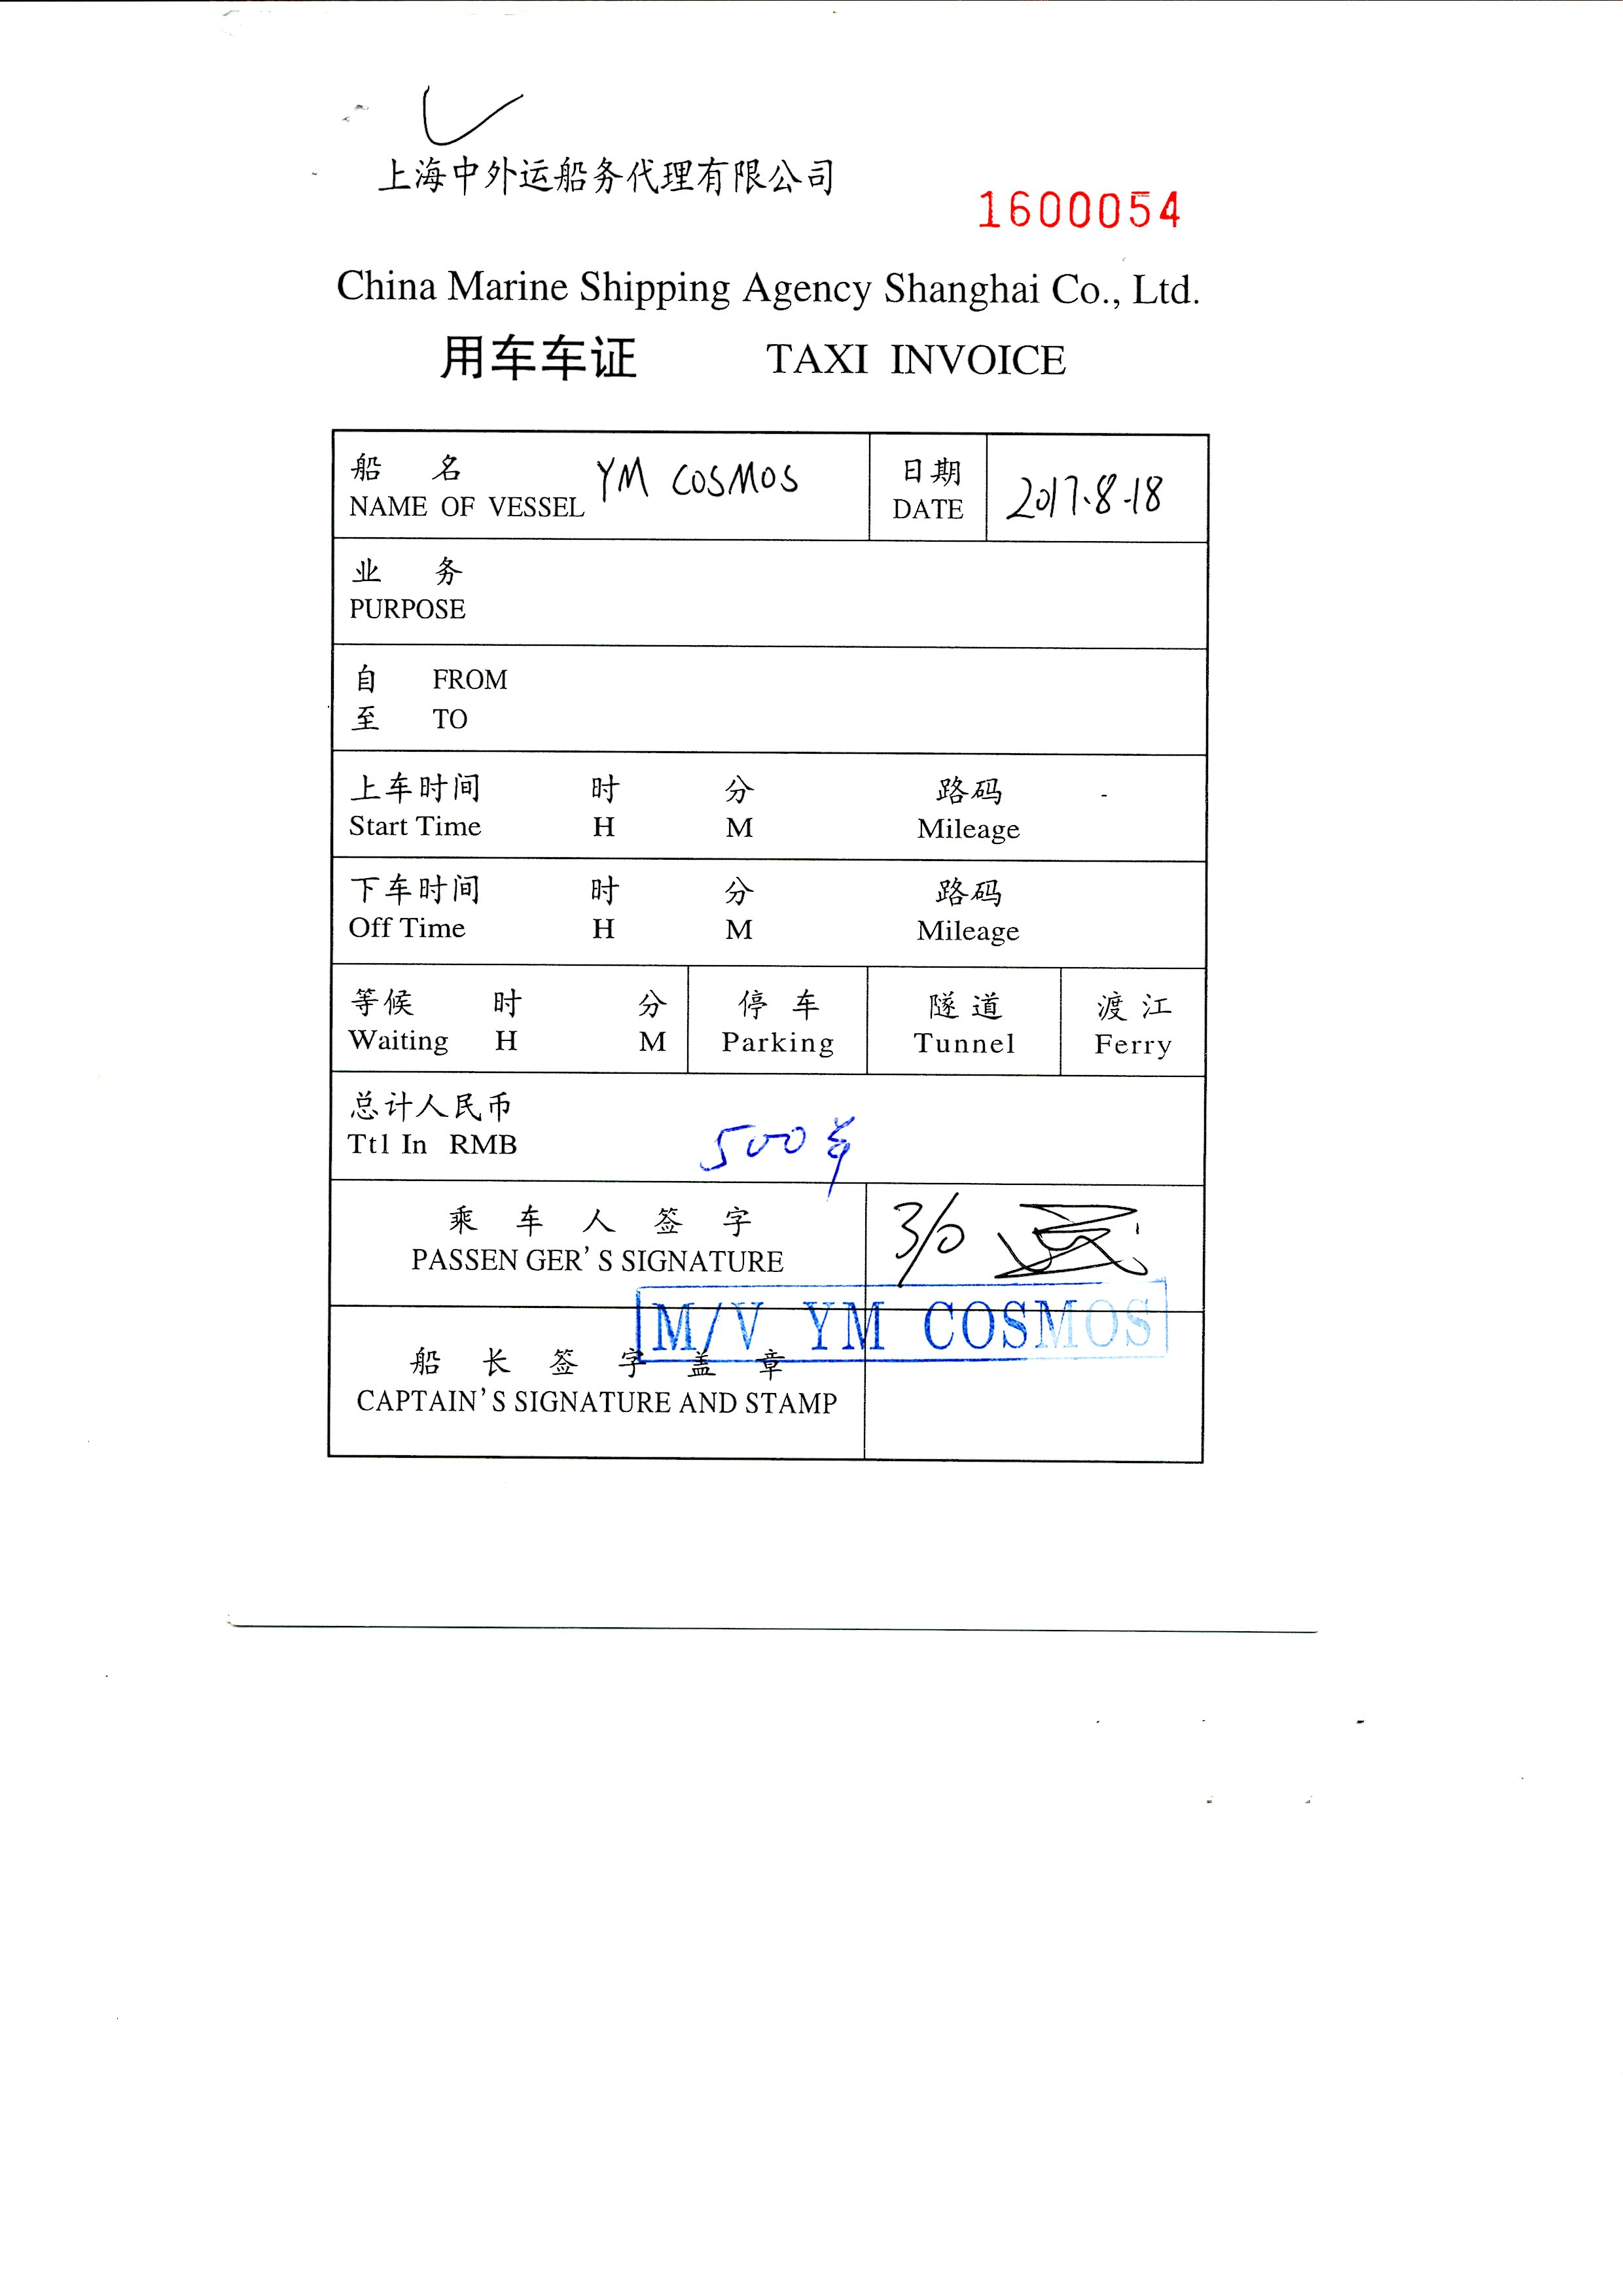 上海中外运船务代理有限公司
1600054
China Marine Shipping Agency Shanghai Co., Ltd.
用车车证 TAXI INVOICE
船 名 YM COSMOS 日期 2017.8.18
NAME OF VESSEL DATE
业 务
PURPOSE
自 FROM
至 TO
上车时间 时 分 路码
Start Time H M Mileage
下车时间 时 分 路码
Off Time H M Mileage
等候 时 分 停 车 隧 道 渡 江
Waiting H M Parking Tunnel Ferry
总计人民币
Ttl In RMB 500
乘 车 人 签 字 3/0
PASSEN GER'S SIGNATURE
M/V YM COSMOS
船 长 签 字 盖 章
CAPTAIN'S SIGNATURE AND STAMP